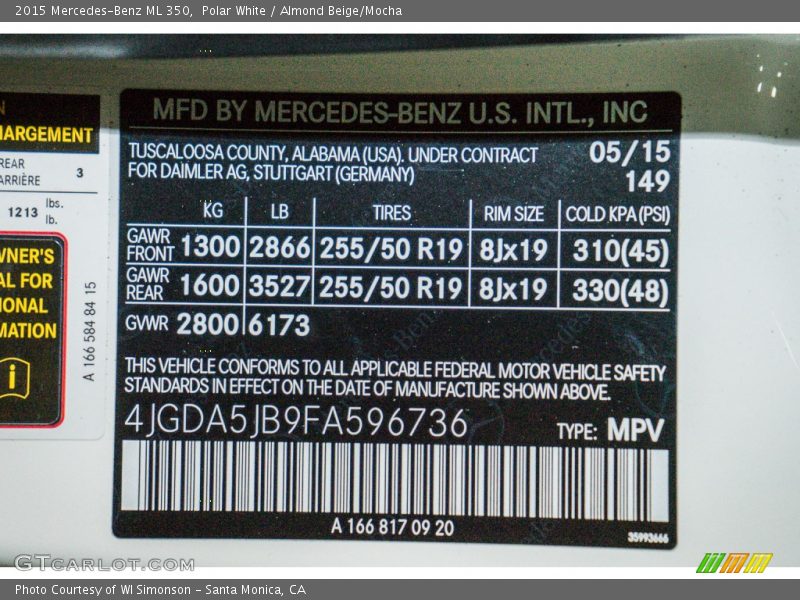 2015 Mercedes-Benz ML 350,  Polar White / Almond Beige/Mocha
MFD BY MERCEDES-BENZ U.S. INTL., INC
TUSCALOOSA COUNTY, ALABAMA (USA). UNDER CONTRACT
FOR DAIMLER AG, STUTTGART (GERMANY)
05/15
149
KG LB TIRES RIM SIZE COLD KPA (PSI)
GAWR
FRONT 1300 2866 255/50 R19 8Jx19 310(45)
GAWR
REAR 1600 3527 255/50 R19 8Jx19 330(48)
GWR 2800 6173
THIS VEHICLE CONFORMS TO ALL APPLICABLE FEDERAL MOTOR VEHICLE SAFETY
STANDARDS IN EFFECT ON THE DATE OF MANUFACTURE SHOWN ABOVE.
4JGDA5JB9FA596736
TYPE: MPV
A 166 817 09 20
35993666
HARGEMENT
REAR
ARRIÈRE
3
1213 lbs.
lb.
WNER'S
AL FOR
IONAL
MATION
i
A 166 584 84 15
GTcarlot.com
Photo Courtesy of WI Simonson - Santa Monica, CA